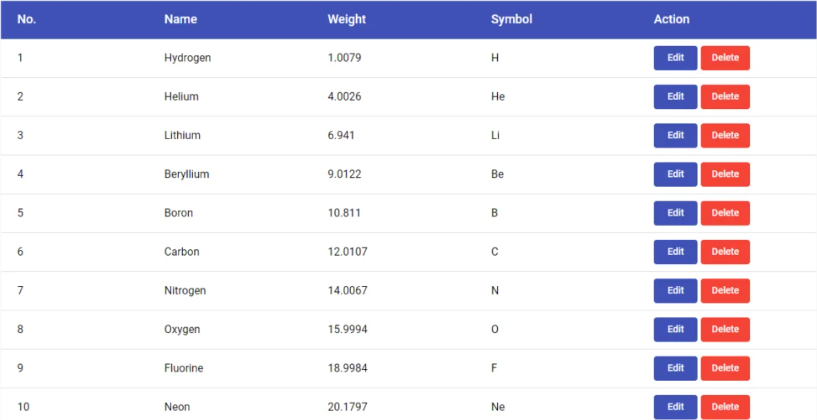 No. Name Weight Symbol Action
1 Hydrogen 1.0079 H Edit Delete
2 Helium 4.0026 He Edit Delete
3 Lithium 6.941 Li Edit Delete
4 Beryllium 9.0122 Be Edit Delete
5 Boron 10.811 B Edit Delete
6 Carbon 12.0107 C Edit Delete
7 Nitrogen 14.0067 N Edit Delete
8 Oxygen 15.9994 O Edit Delete
9 Fluorine 18.9984 F Edit Delete
10 Neon 20.1797 Ne Edit Delete